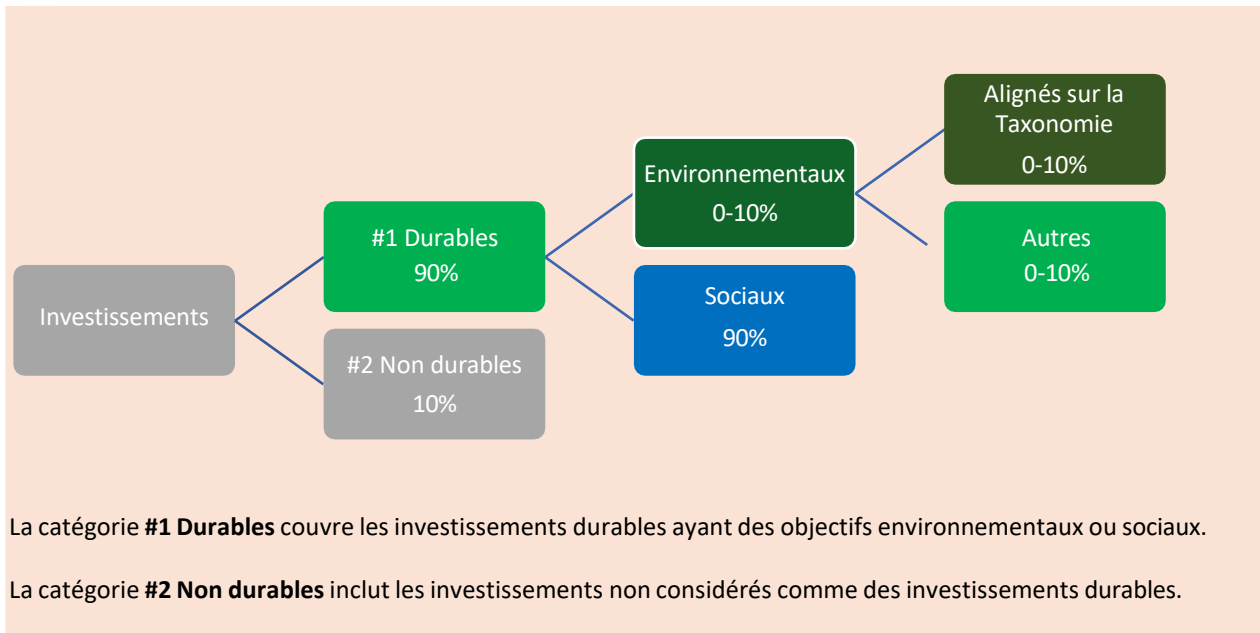 Investissements
#1 Durables
90%
#2 Non durables
10%
Environnementaux
0-10%
Sociaux
90%
Alignés sur la
Taxonomie
0-10%
Autres
0-10%
La catégorie #1 Durables couvre les investissements durables ayant des objectifs environnementaux ou sociaux.
La catégorie #2 Non durables inclut les investissements non considérés comme des investissements durables.